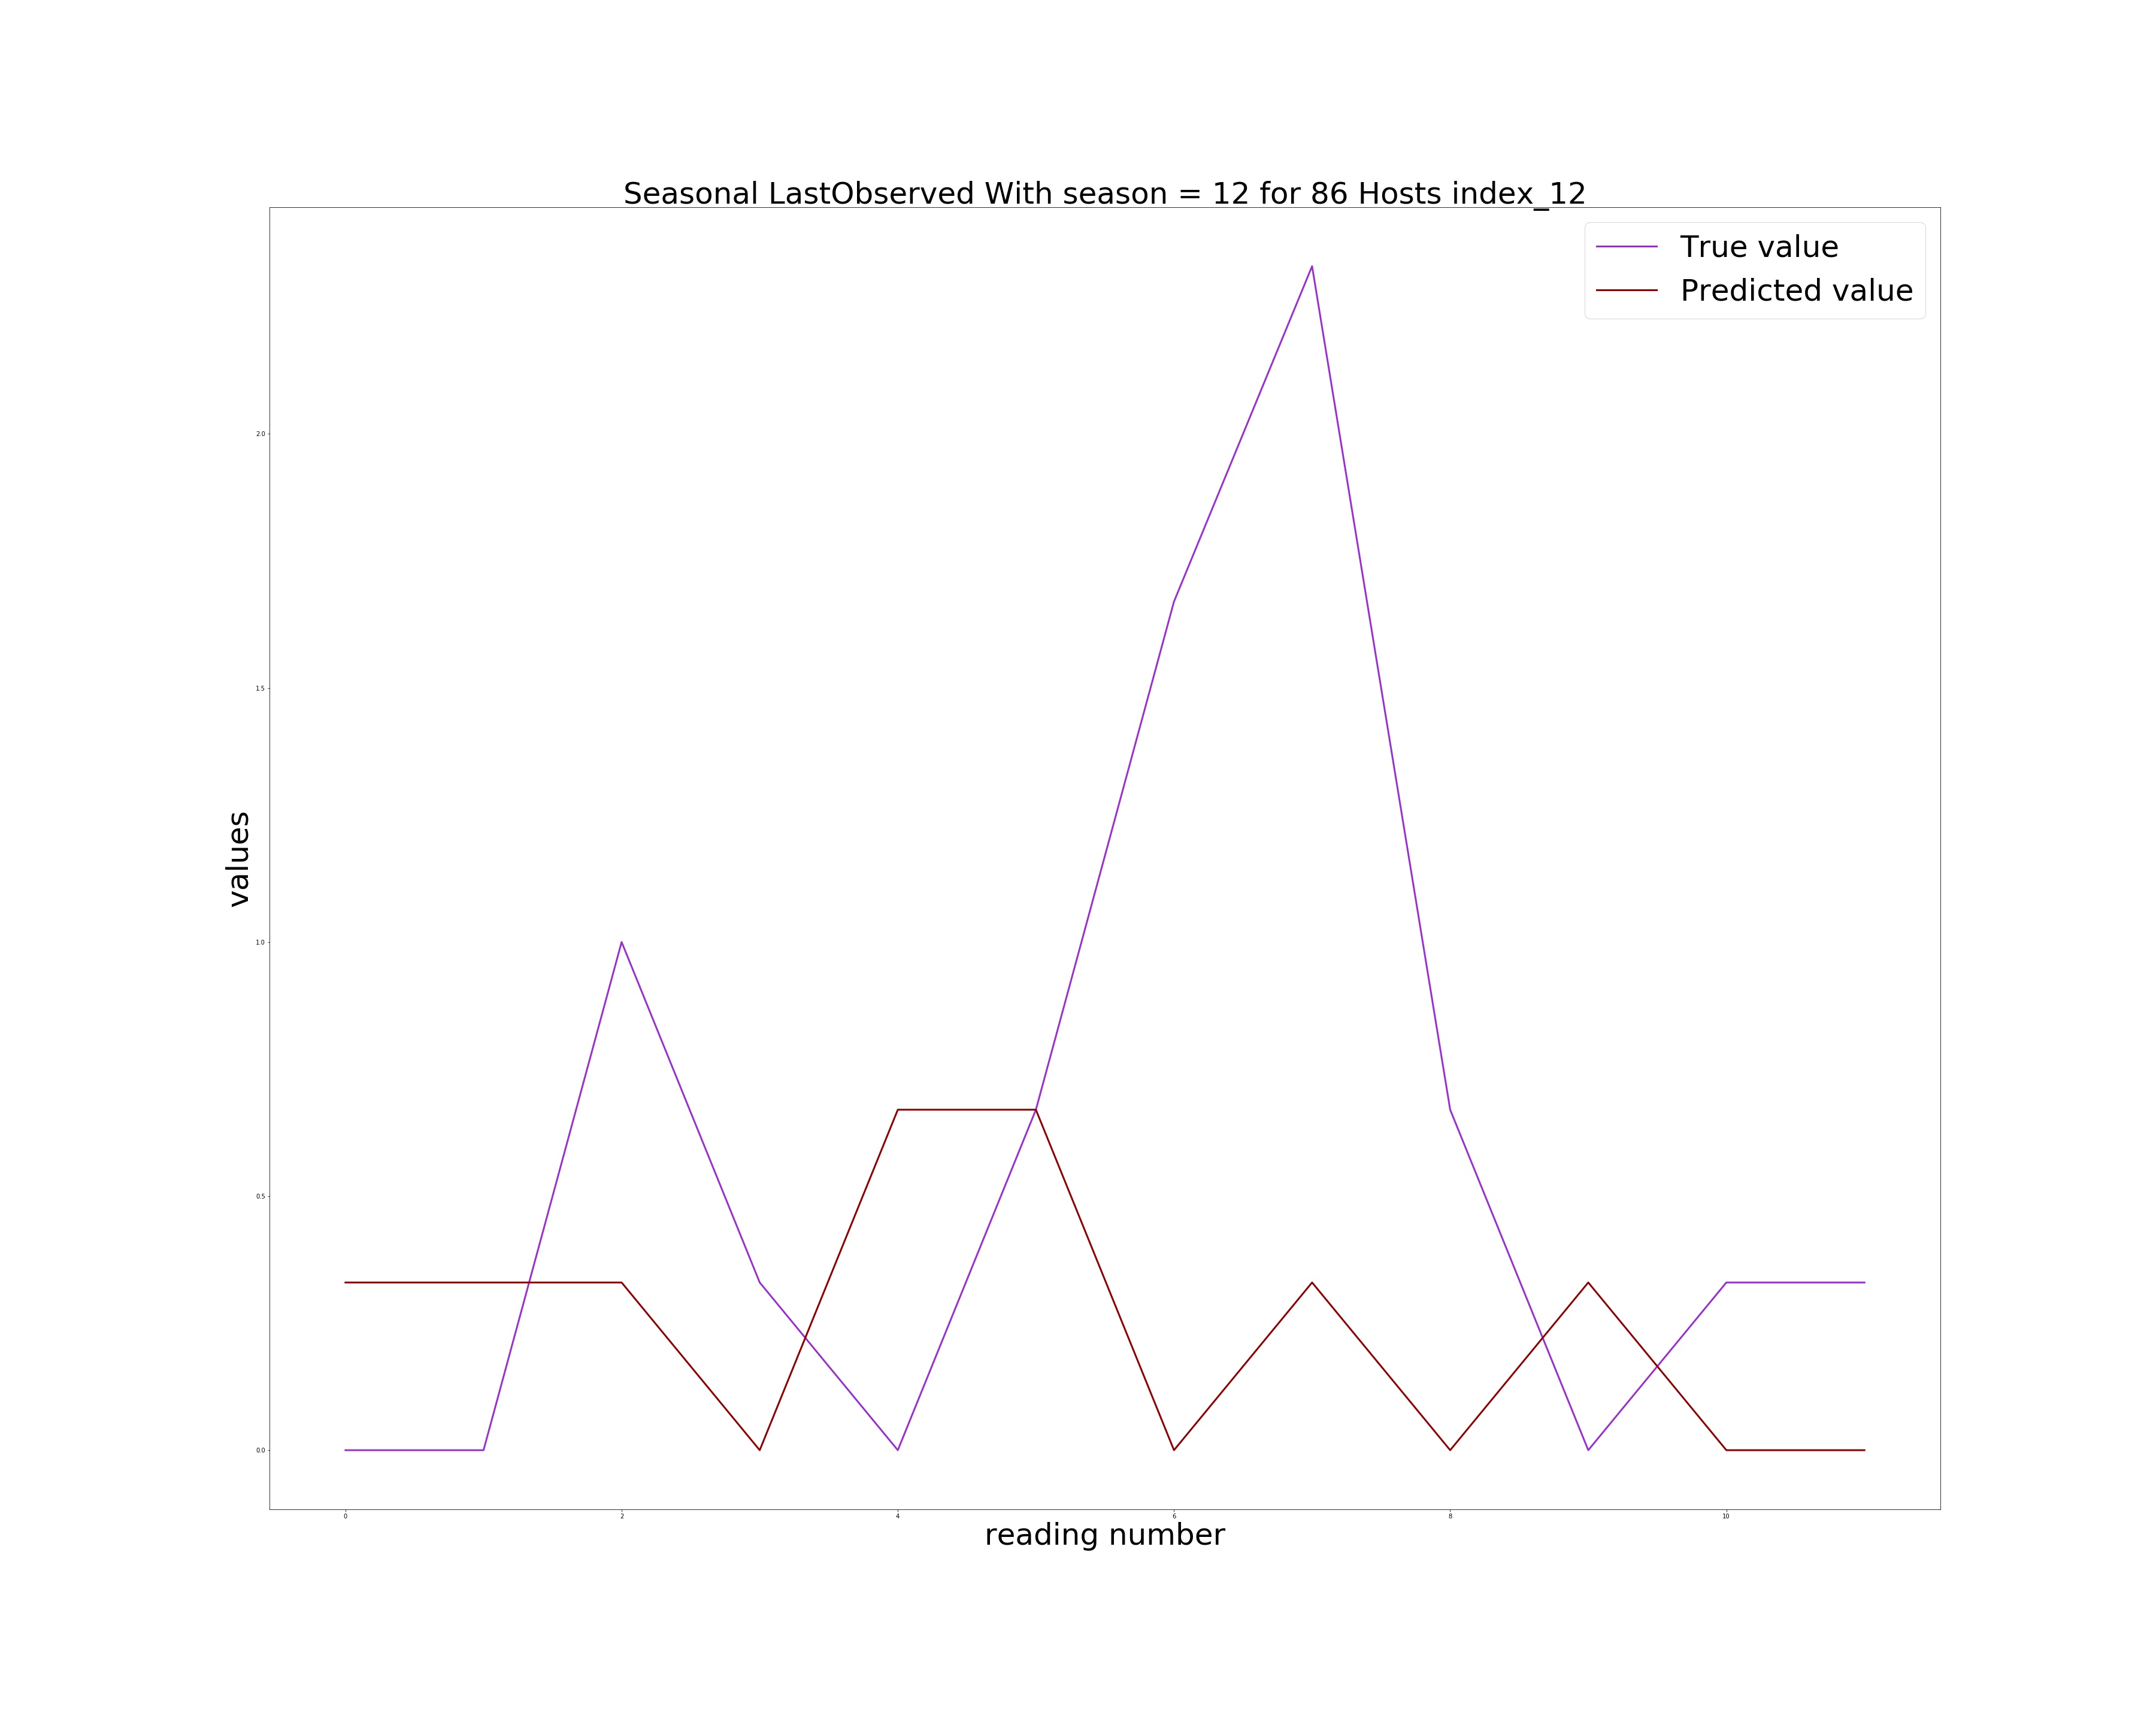 Seasonal LastObserved With season = 12 for 86 Hosts index_12
True value
Predicted value
2.0
1.5
1.0
0.5
0.0
values
0 2 4 6 8 10
reading number